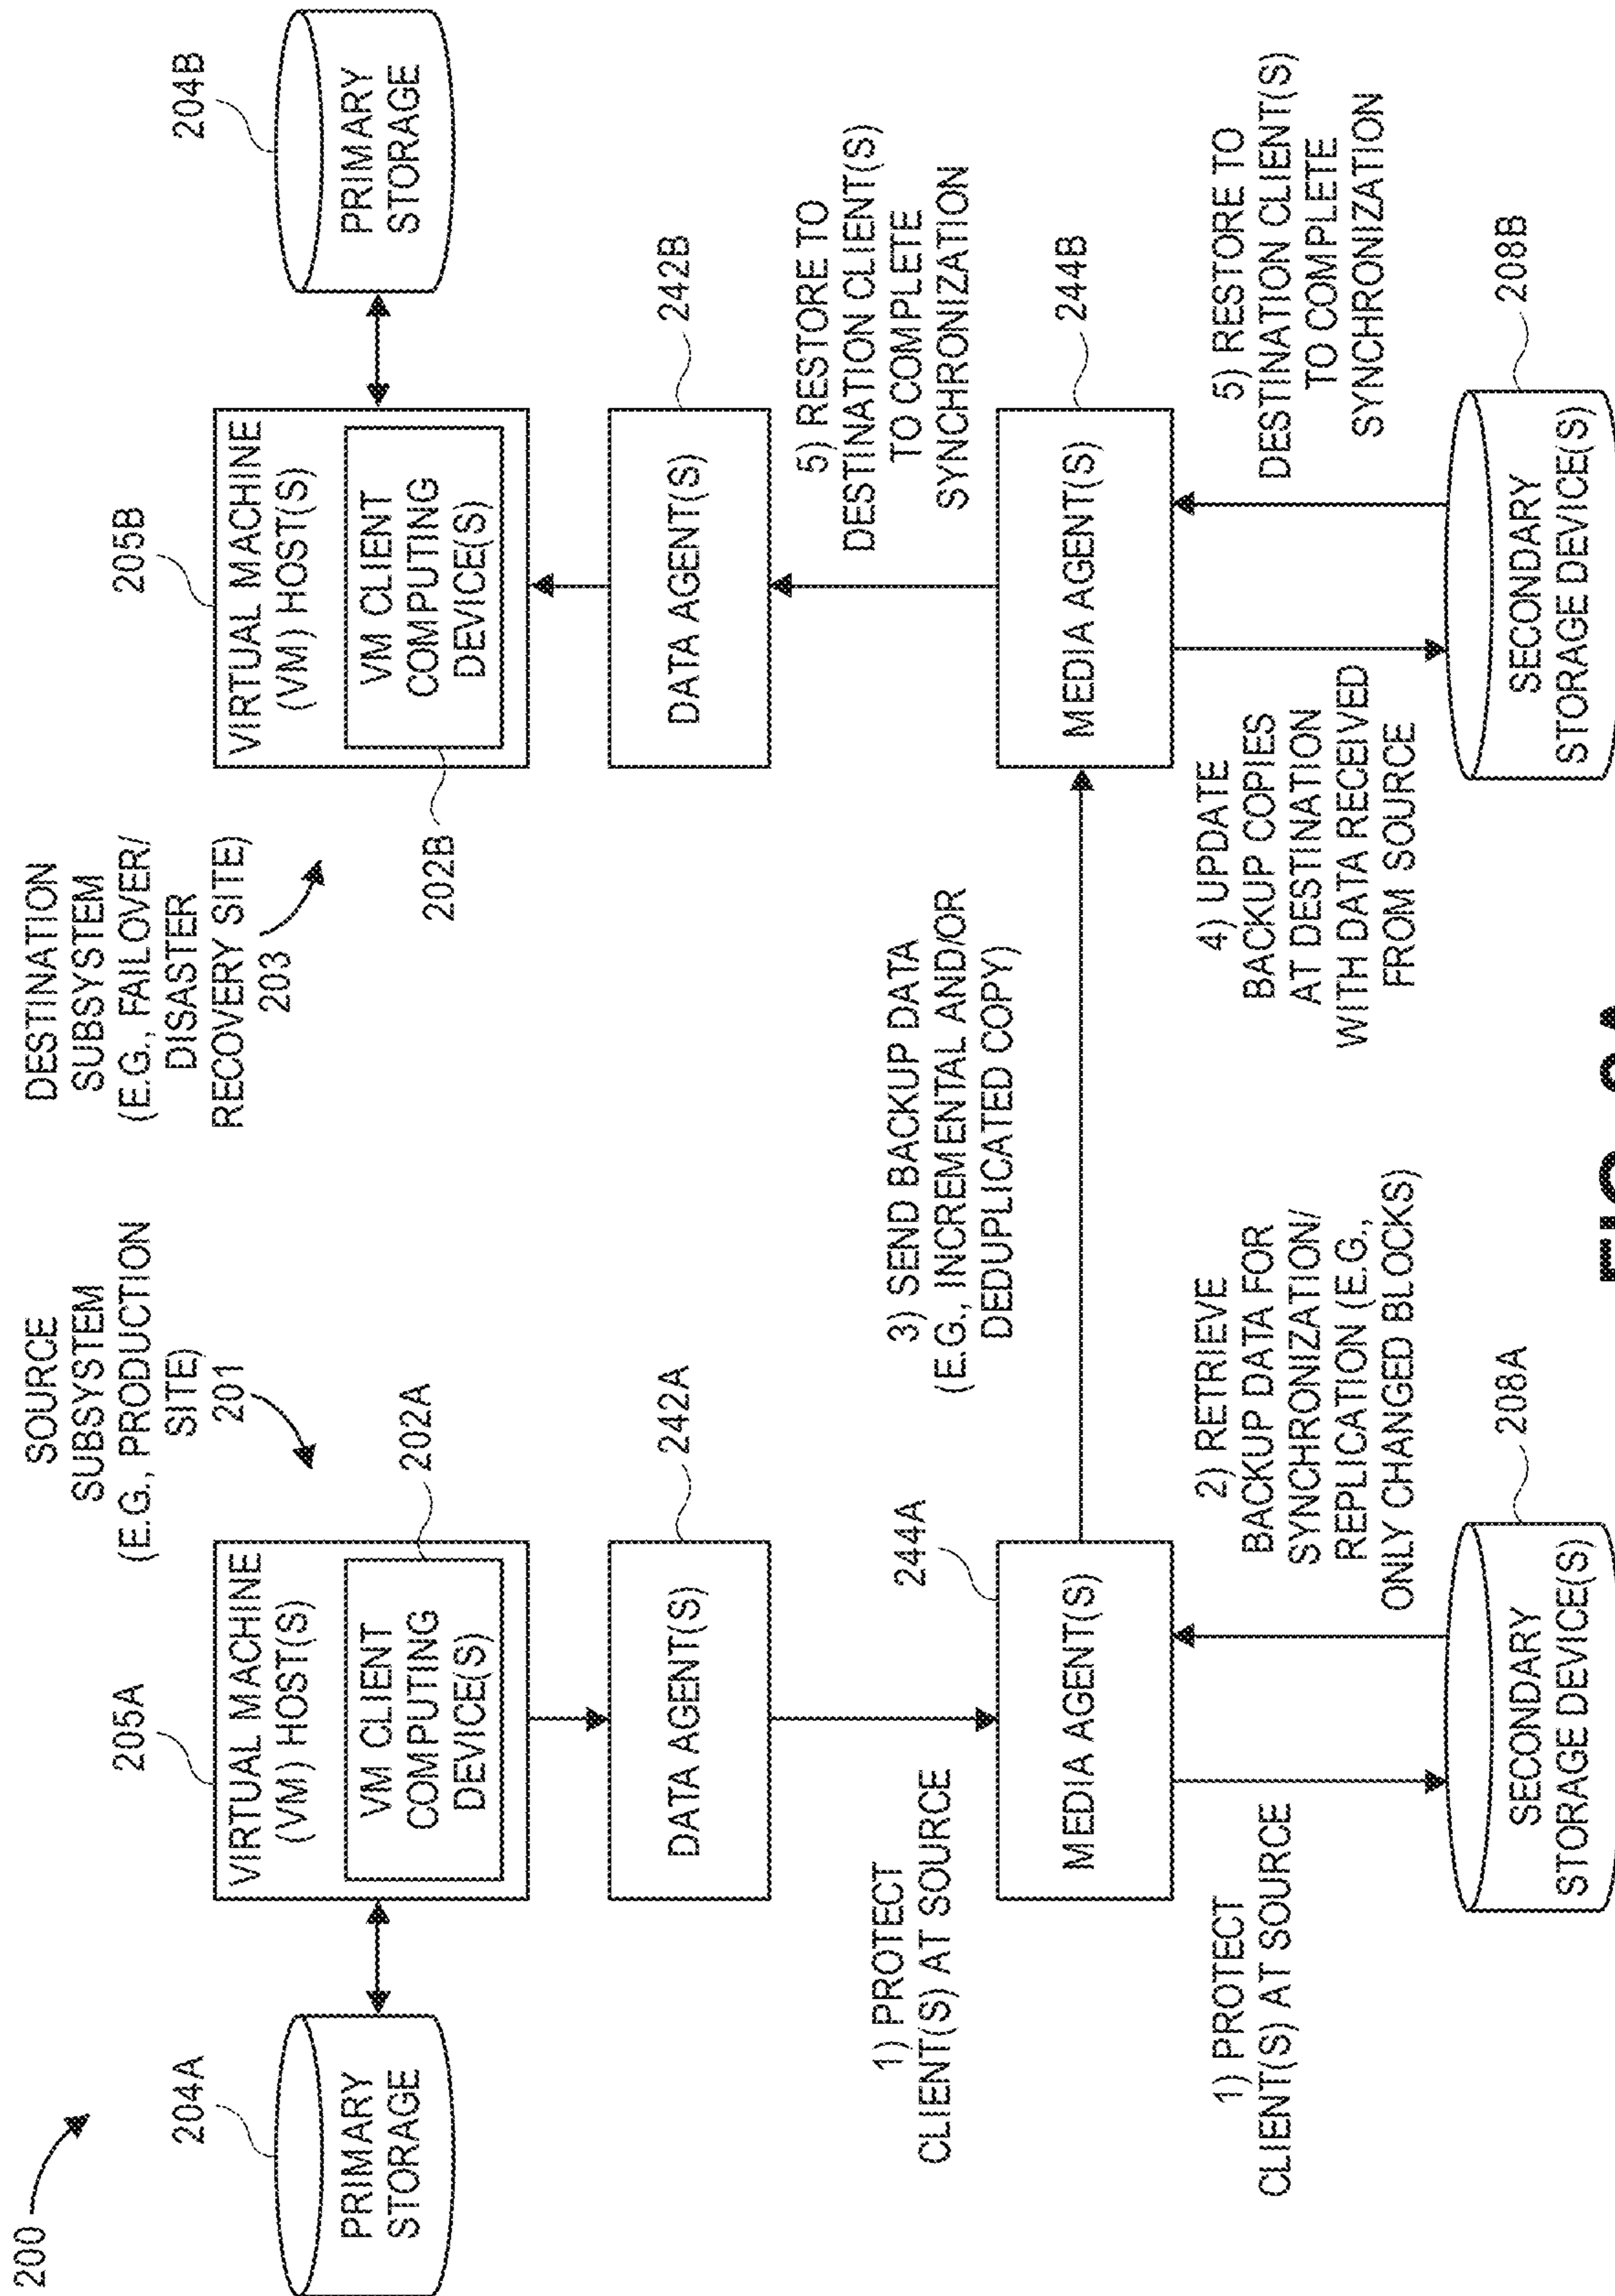 200
SOURCE
SUBSYSTEM
(E.G., PRODUCTION
SITE)
201
DESTINATION
SUBSYSTEM
(E.G., FAILOVER/
DISASTER
RECOVERY SITE)
203
204A
PRIMARY
STORAGE
205A
VIRTUAL MACHINE
(VM) HOST(S)
VM CLIENT
COMPUTING
DEVICE(S)
202A
205B
VIRTUAL MACHINE
(VM) HOST(S)
VM CLIENT
COMPUTING
DEVICE(S)
202B
204B
PRIMARY
STORAGE
DATA AGENT(S)
242A
DATA AGENT(S)
242B
1) PROTECT
CLIENT(S) AT SOURCE
244A
3) SEND BACKUP DATA
(E.G., INCREMENTAL AND/OR
DEDUPLICATED COPY)
5) RESTORE TO
DESTINATION CLIENT(S)
TO COMPLETE
SYNCHRONIZATION
MEDIA AGENT(S)
MEDIA AGENT(S)
244B
1) PROTECT
CLIENT(S) AT SOURCE
2) RETRIEVE
BACKUP DATA FOR
SYNCHRONIZATION/
REPLICATION (E.G.,
ONLY CHANGED BLOCKS)
4) UPDATE
BACKUP COPIES
AT DESTINATION
WITH DATA RECEIVED
FROM SOURCE
5) RESTORE TO
DESTINATION CLIENT(S)
TO COMPLETE
SYNCHRONIZATION
SECONDARY
STORAGE DEVICE(S)
208A
SECONDARY
STORAGE DEVICE(S)
208B